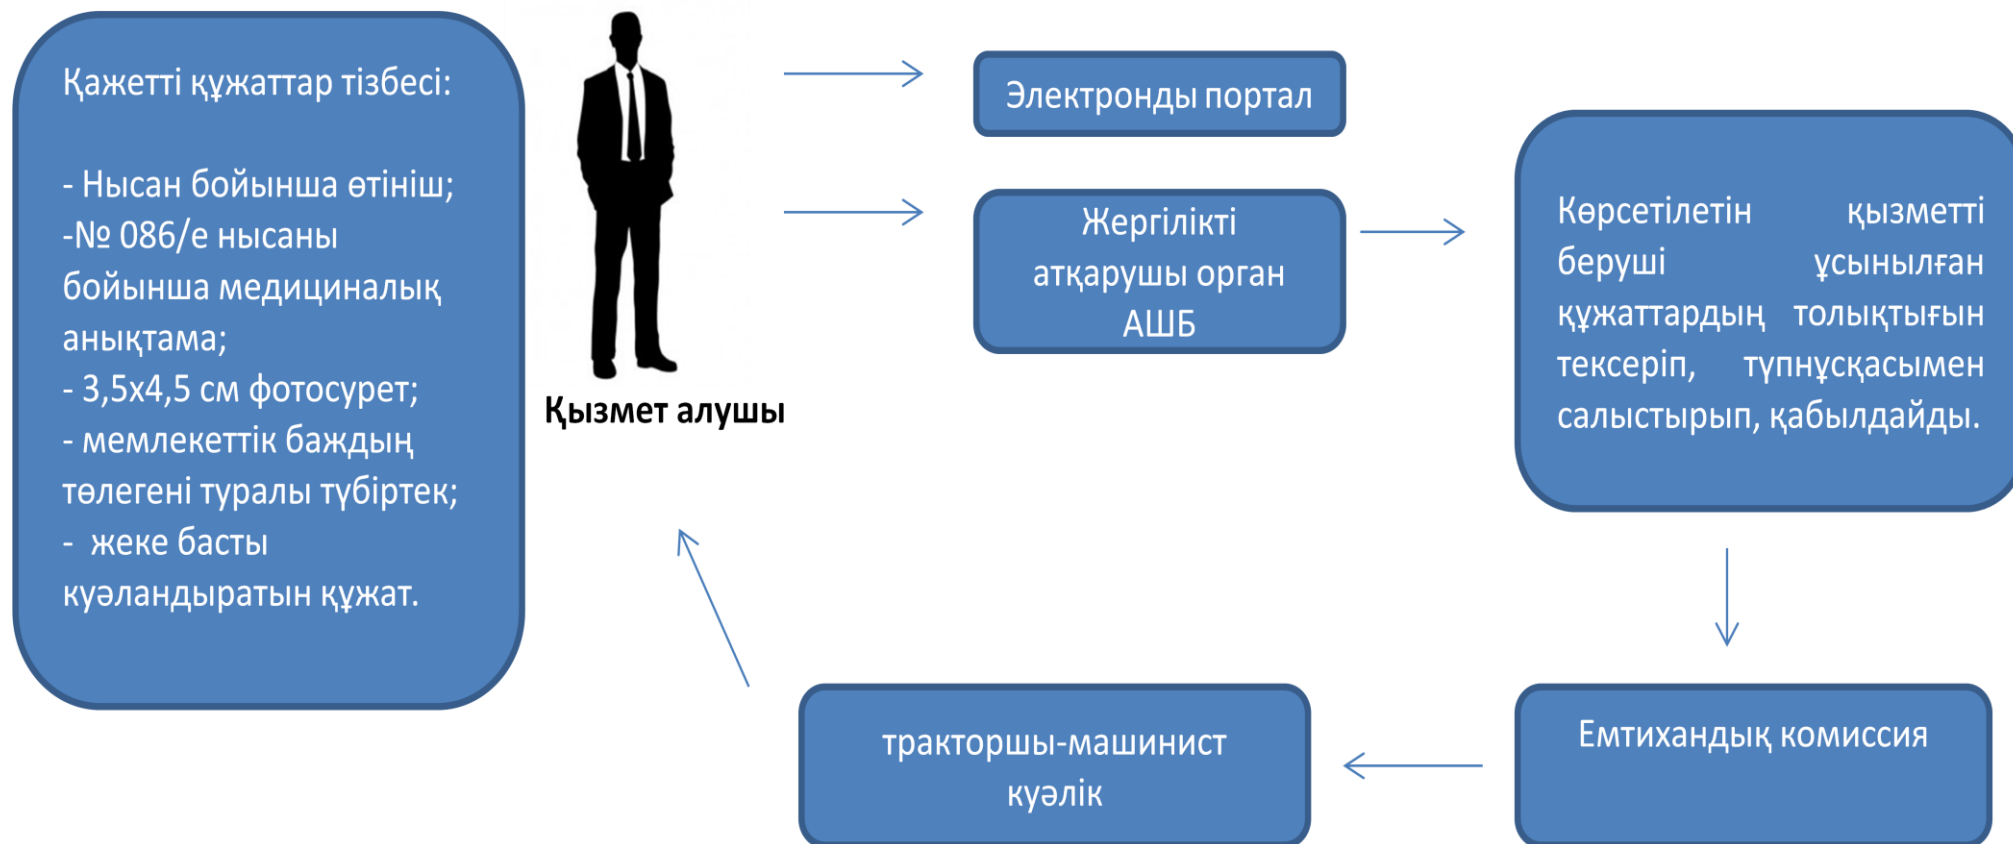 Қажетті құжаттар тізбесі:
- Нысан бойынша өтініш;
-№ 086/е нысаны
бойынша медициналық
анықтама;
- 3,5х4,5 см фотосурет;
- мемлекеттік баждың
төлегені туралы түбіртек;
- жеке басты
куәландыратын құжат.
Қызмет алушы
Электронды портал
Жергілікті
атқарушы орган
АШБ
Көрсетілетін қызметті
беруші ұсынылған
құжаттардың толықтығын
тексеріп, түпнұсқасымен
салыстырып, қабылдайды.
Емтихандық комиссия
тракторшы-машинист
куәлік